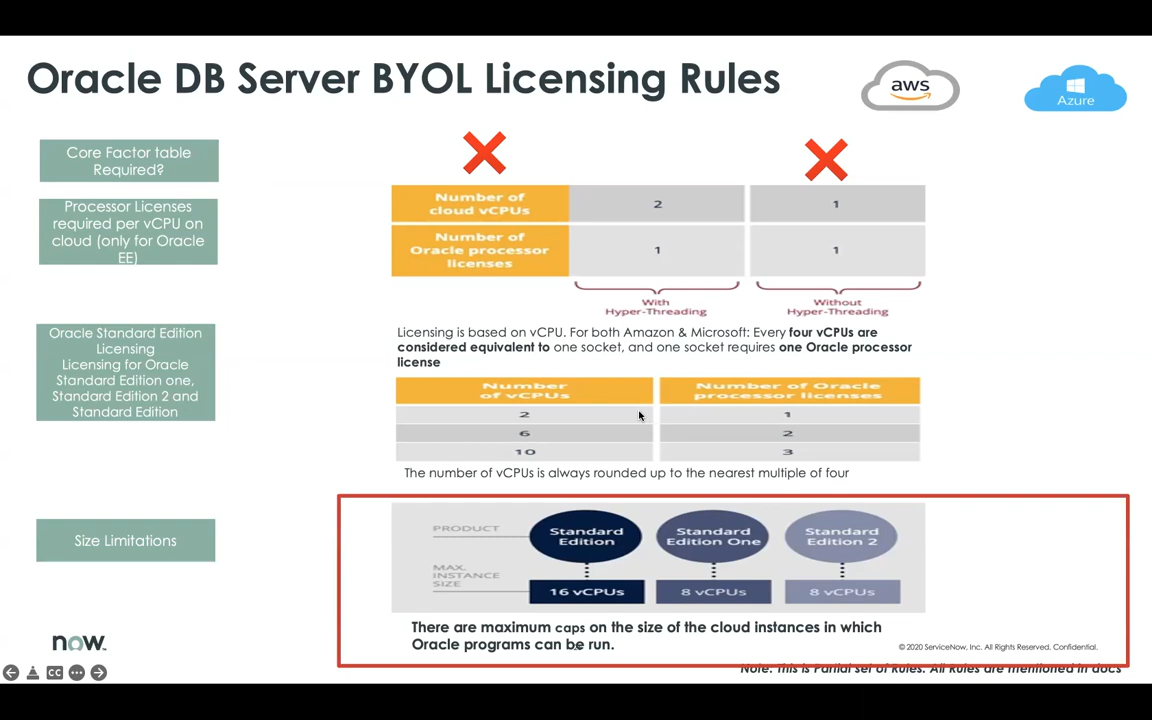 Oracle DB Server BYOL Licensing Rules
aws
Azure
Core Factor table
Required?
Processor Licenses
required per vCPU on
cloud (only for Oracle
EE)
Number of
cloud vCPUs
2
1
Number of
Oracle processor
licenses
1
1
With
Hyper-Threading
Without
Hyper-Threading
Oracle Standard Edition
Licensing
Licensing for Oracle
Standard Edition one,
Standard Edition 2 and
Standard Edition
Licensing is based on vCPU. For both Amazon & Microsoft: Every four vCPUs are
considered equivalent to one socket, and one socket requires one Oracle processor
license
Number
of vCPUs
Number of Oracle
processor licenses
2
1
6
2
10
3
The number of vCPUs is always rounded up to the nearest multiple of four
Size Limitations
PRODUCT
Standard
Edition
Standard
Edition One
Standard
Edition 2
MAX.
INSTANCE
SIZE
16 vCPUs
8 vCPUs
8 vCPUs
There are maximum caps on the size of the cloud instances in which
Oracle programs can be run.
now
© 2020 ServiceNow, Inc. All Rights Reserved. Confidential.
CC
Note: This is Partial set of Rules. All Rules are mentioned in docs